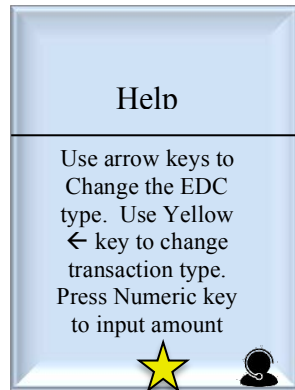 Help
Use arrow keys to
Change the EDC
type. Use Yellow
← key to change
transaction type.
Press Numeric key
to input amount